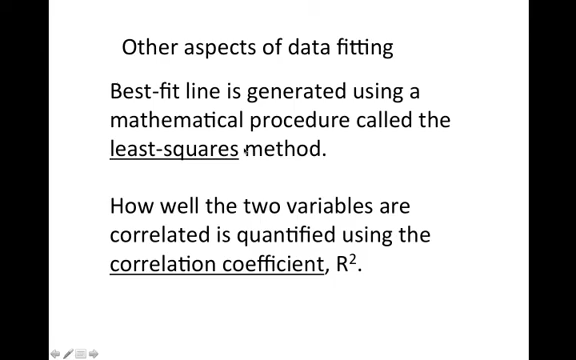 Other aspects of data fitting
Best-fit line is generated using a
mathematical procedure called the
least-squares method.
How well the two variables are
correlated is quantified using the
correlation coefficient, R².